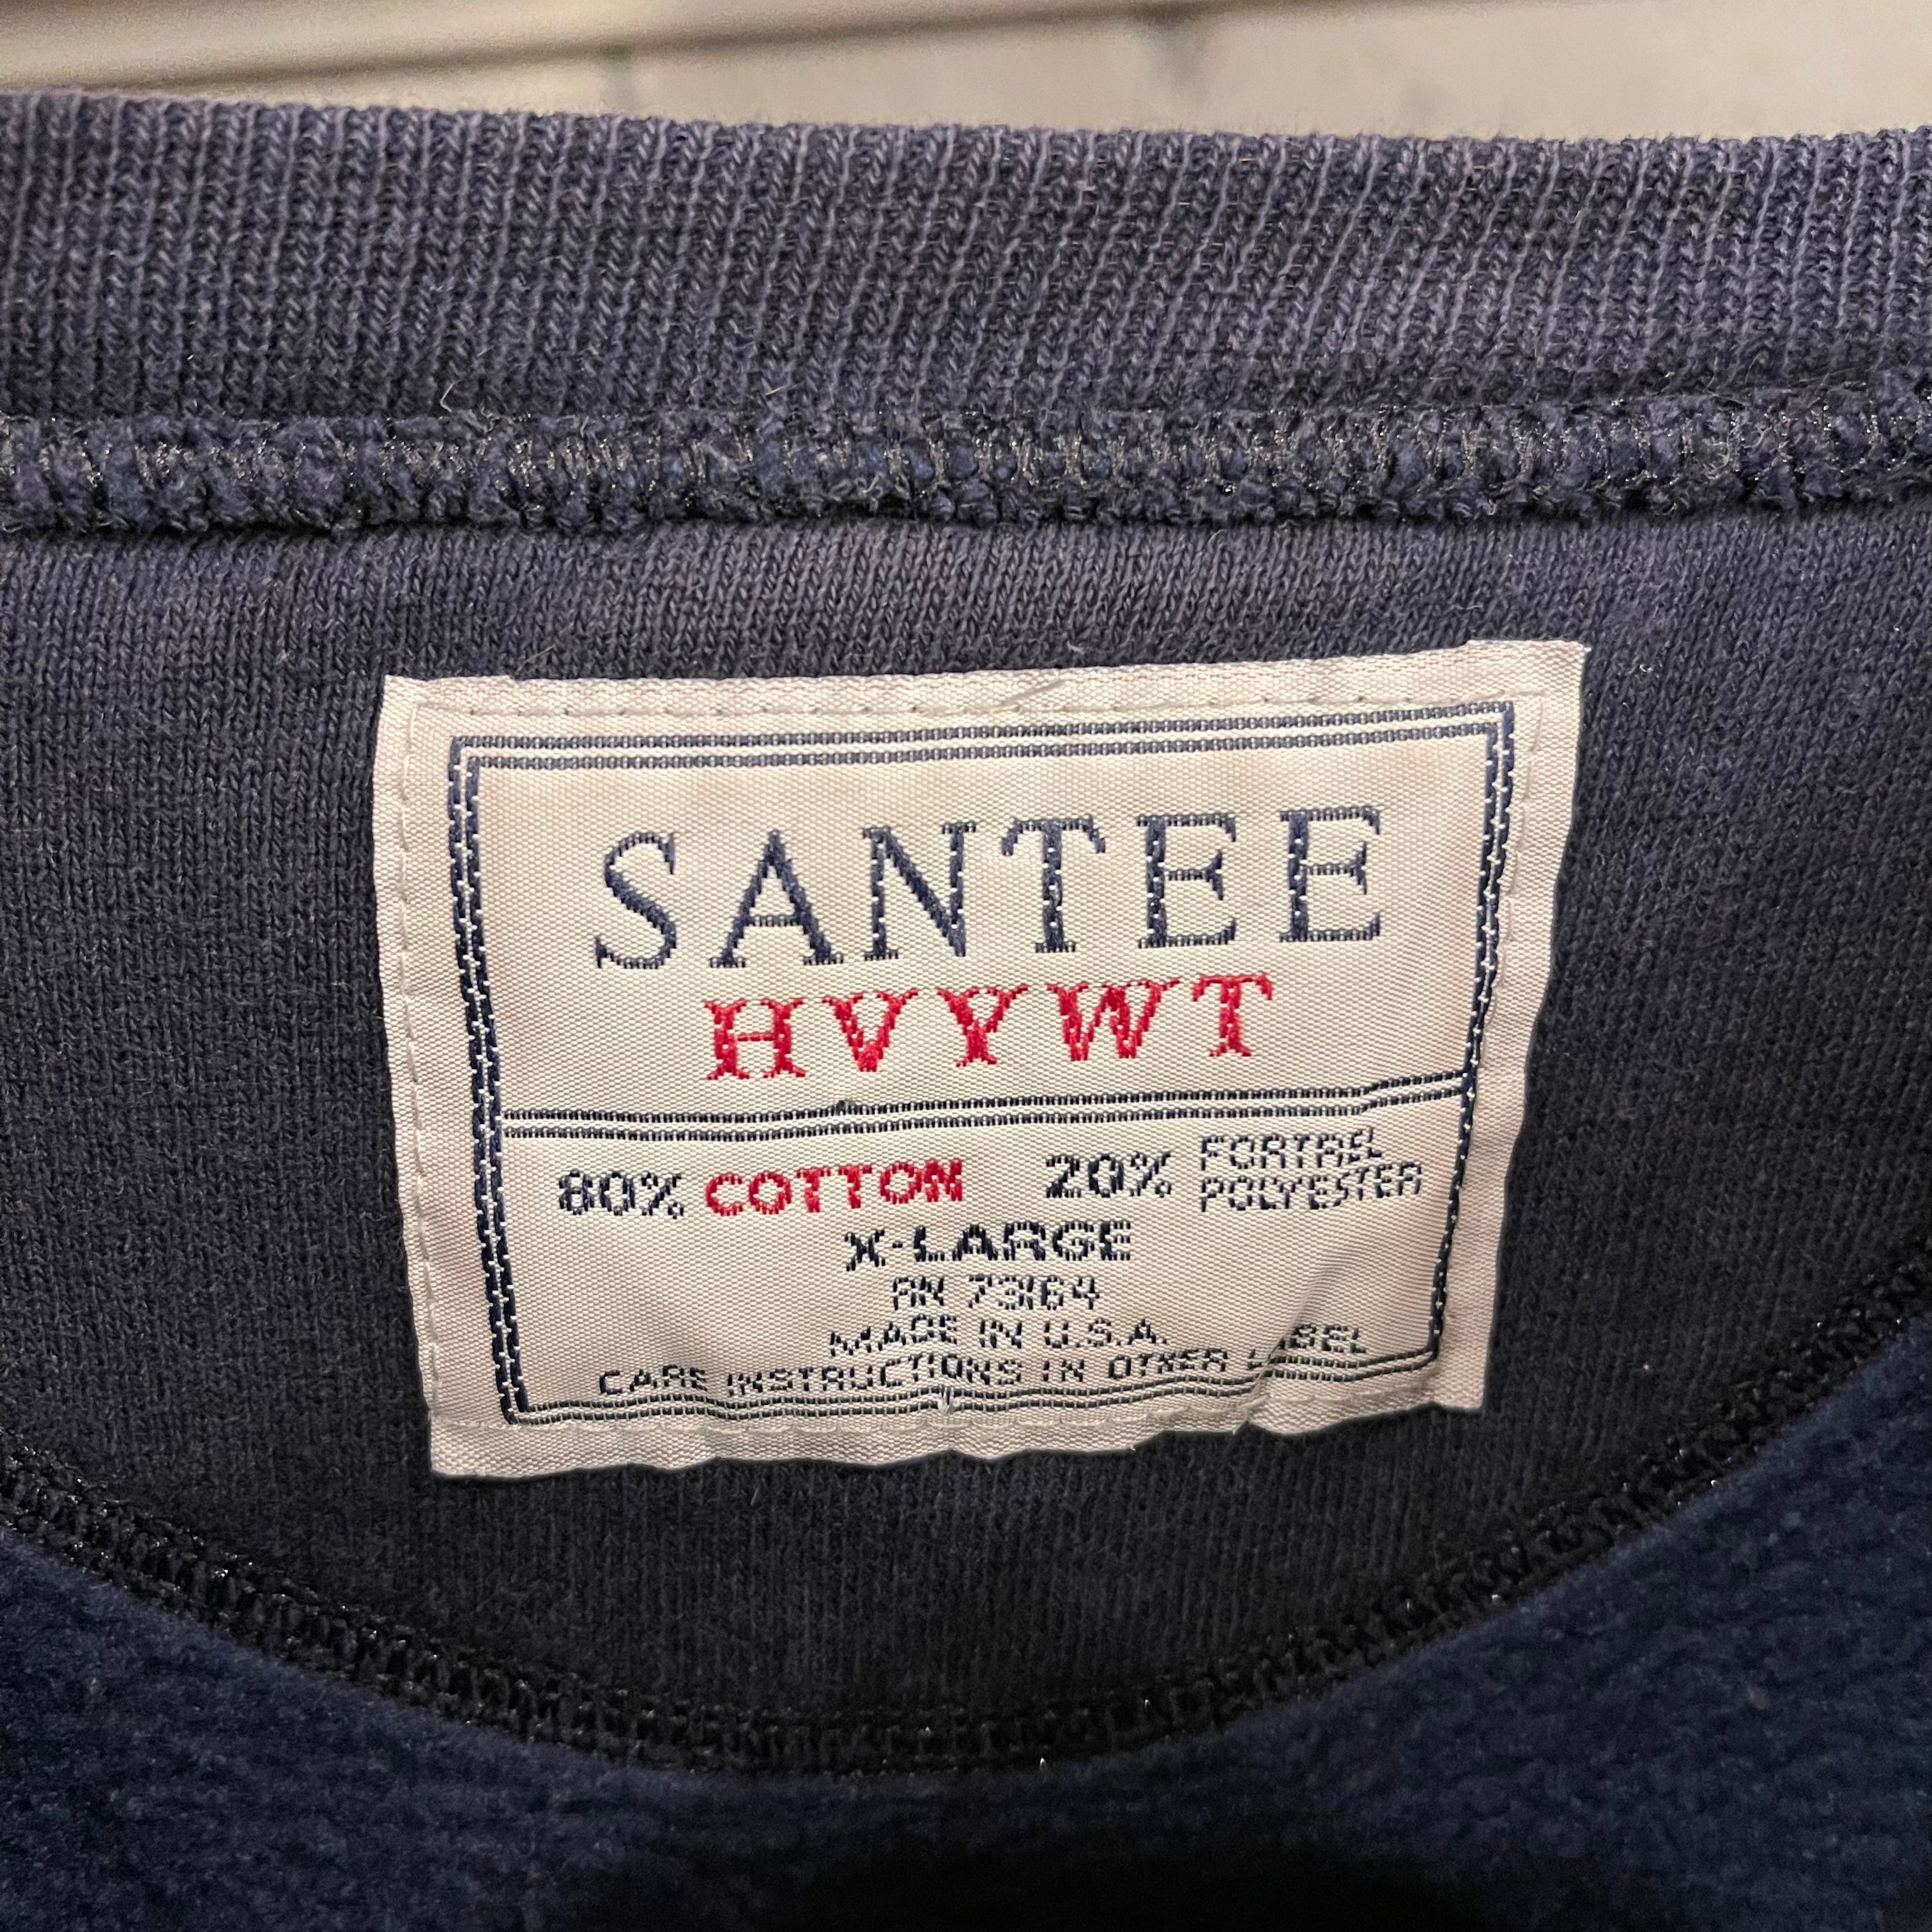 SANTEE
HVYWT
80% COTTON 20% FORTREL POLYESTER
X-LARGE
RN 73164
MADE IN U.S.A.
CARE INSTRUCTIONS IN OTHER LABEL